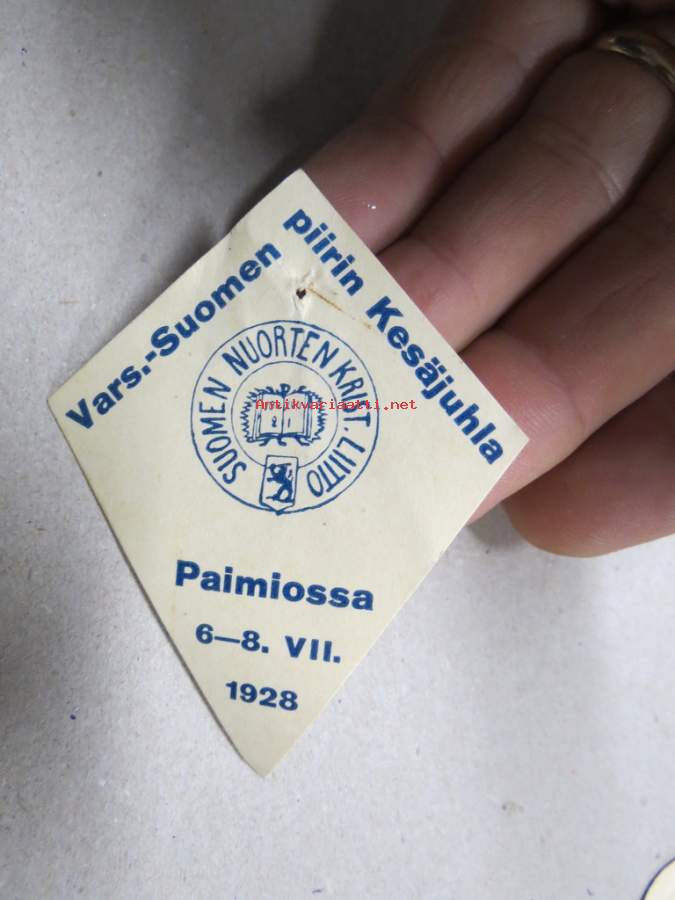 Vars.-Suomen
piirin Kesäjuhla
SUOMEN NUORTEN KRIST. LIITTO
Antikvariaatti.net
Paimiossa
6—8. VII.
1928